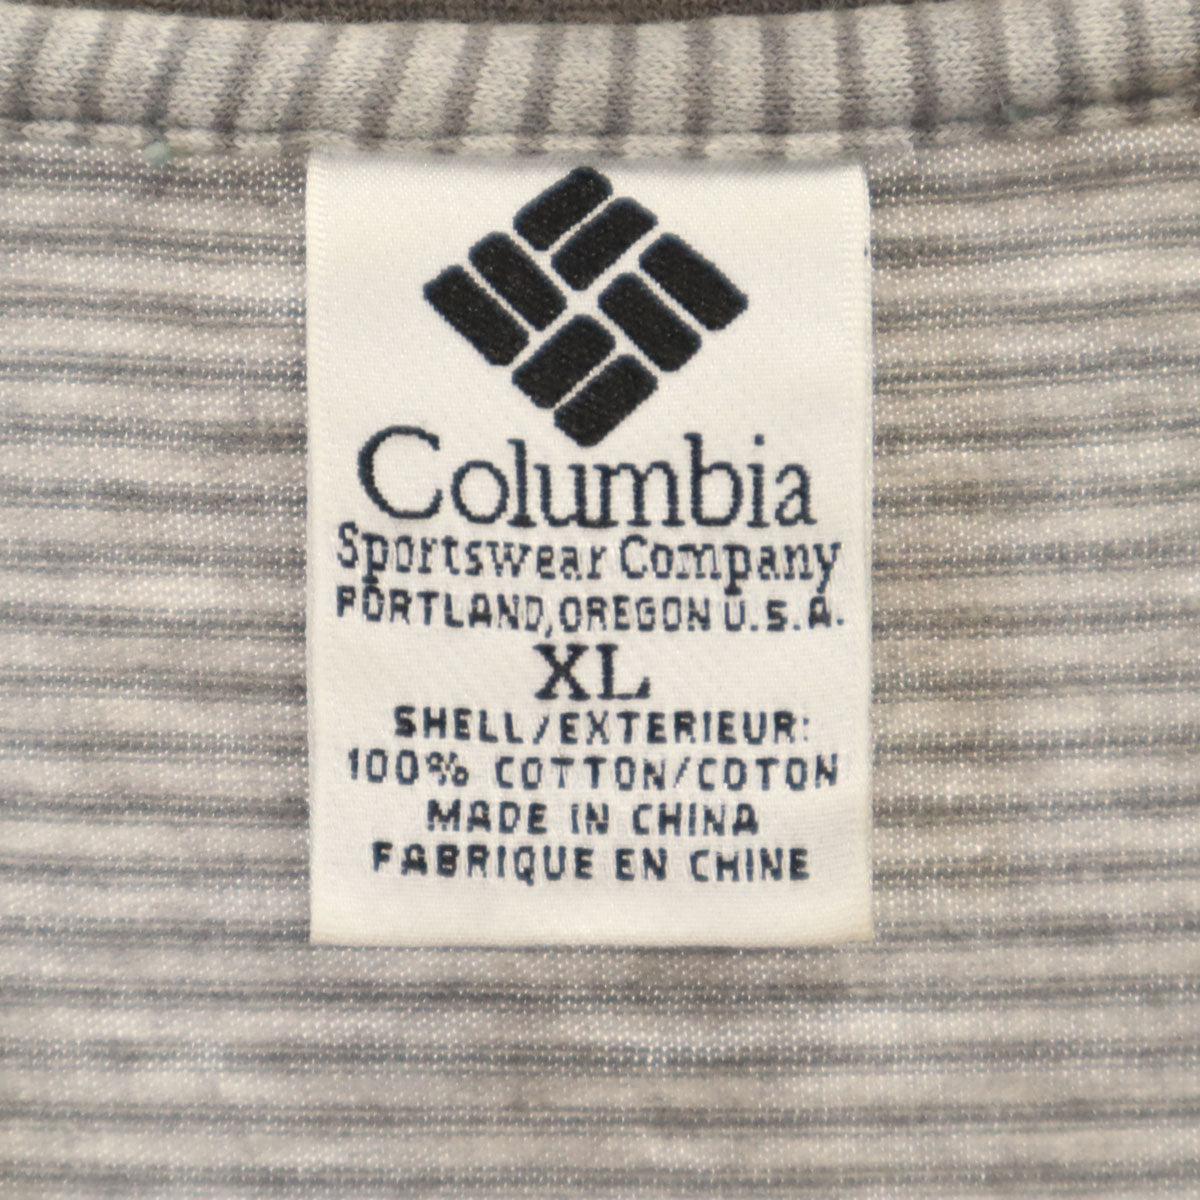 Columbia
Sportswear Company
PORTLAND, OREGON U.S.A.
XL
SHELL/EXTERIEUR:
100% COTTON/COTON
MADE IN CHINA
FABRIQUE EN CHINE